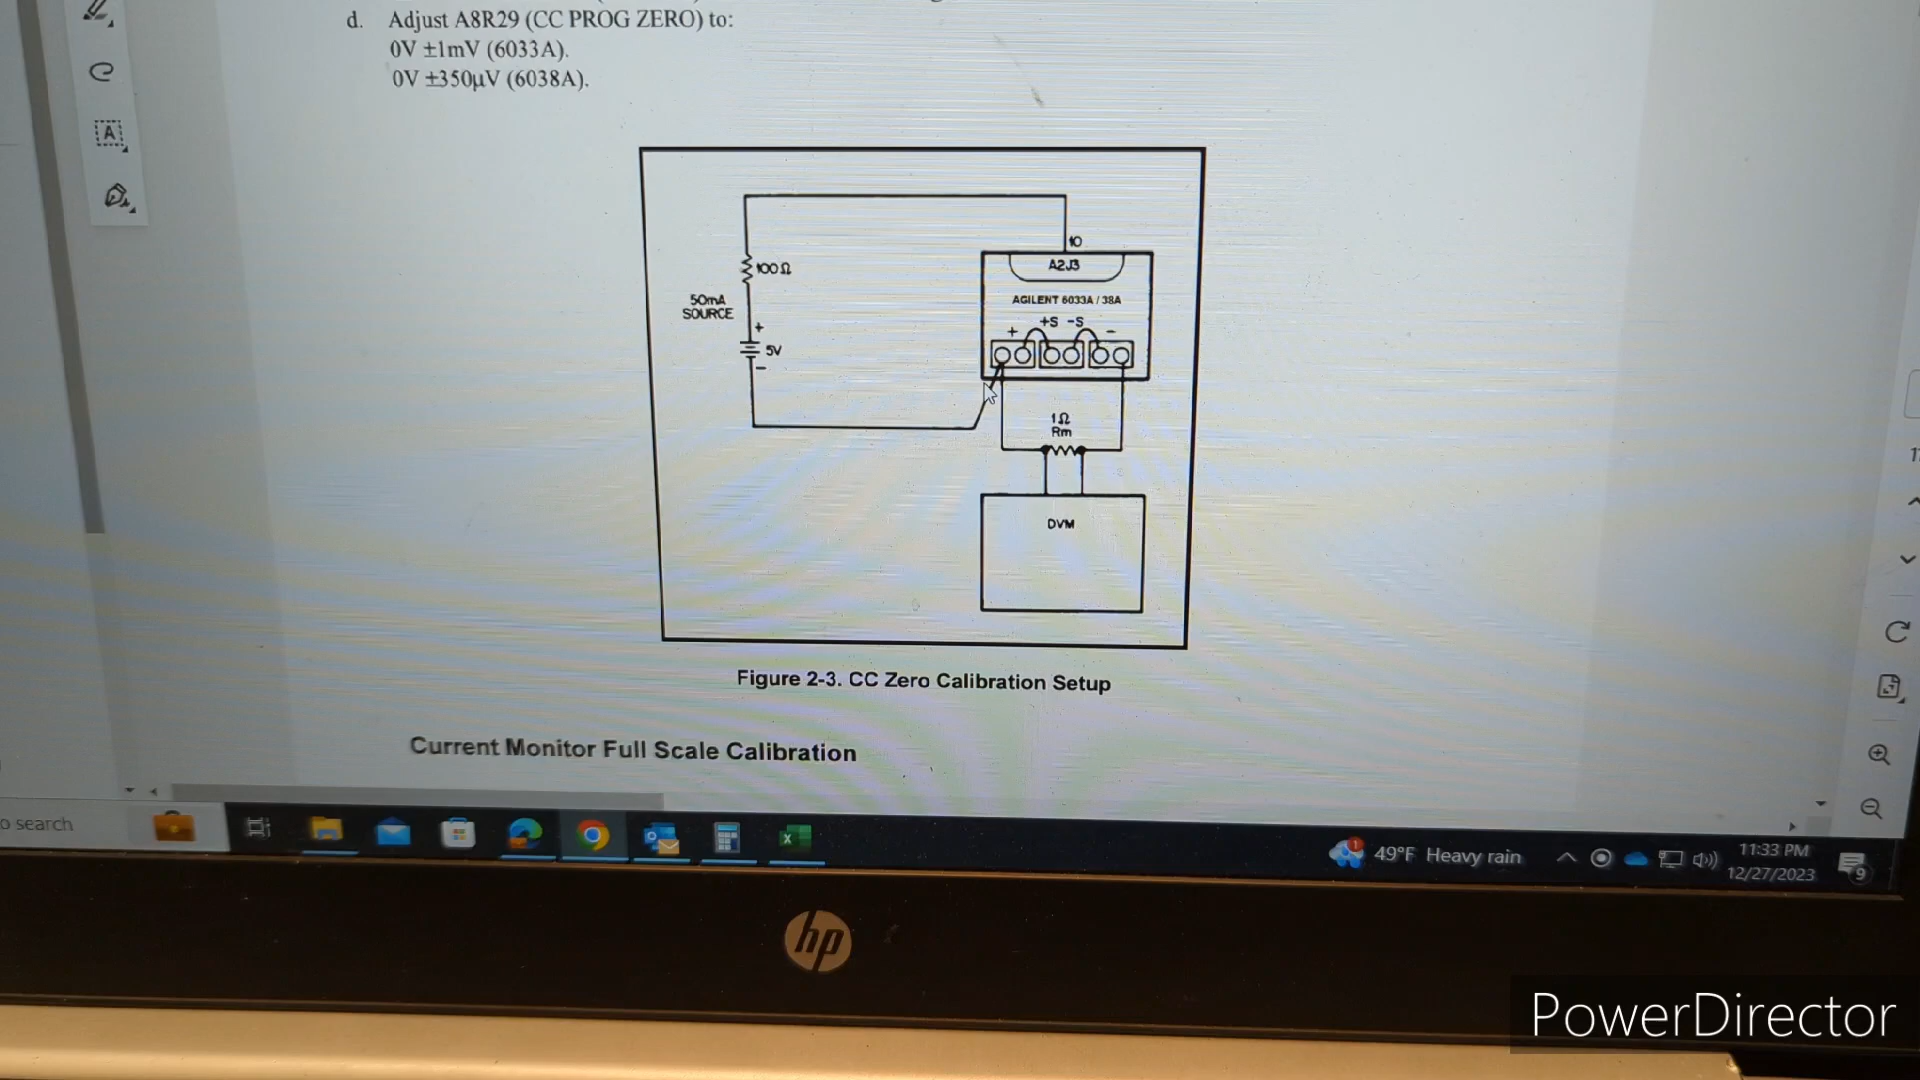 d. Adjust A8R29 (CC PROG ZERO) to:
0V ±1mV (6033A).
0V ±350µV (6038A).
A
10
A2J3
100Ω
AGILENT 6033A / 38A
50mA
SOURCE
+S -S
+ -
+
5V
-
1Ω
Rm
DVM
Figure 2-3. CC Zero Calibration Setup
Current Monitor Full Scale Calibration
o search
1
49°F Heavy rain
11:33 PM
12/27/2023
9
hp
PowerDirector